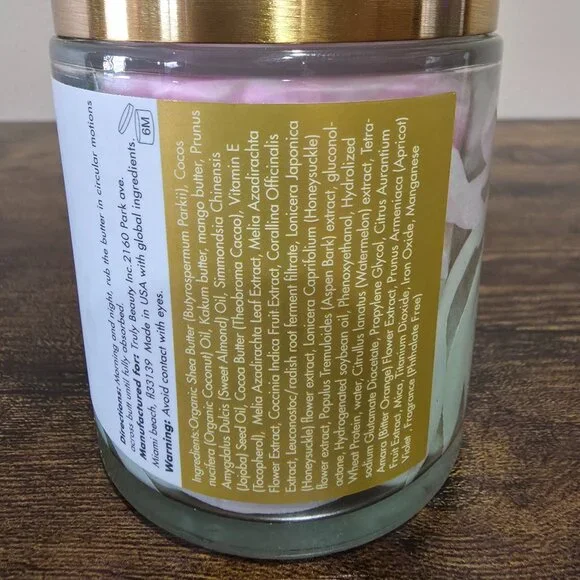 Directions: Morning and night, rub the butter in circular motions
across butt until fully absorbed.
Manufactured for: Truly Beauty Inc. 2160 Park ave.
Miami beach, fl33139 Made in USA with global ingredients.
Warning: Avoid contact with eyes.
6M
Ingredients:Organic Shea Butter (Butyrospermum Parkii), Cocos
nucifera (Organic Coconut) Oil, Kokum butter, mango butter, Prunus
Amygdalus Dulcis (Sweet Almond) Oil, Simmondsia Chinensis
(Jojoba) Seed Oil, Cocoa Butter (Theobroma Cacao), Vitamin E
(Tocopherol), Melia Azadirachta Leaf Extract, Melia Azadirachta
Flower Extract, Coccinia Indica Fruit Extract, Corallina Officinalis
Extract, Leuconostoc/radish root ferment filtrate, Lonicera Japonica
(Honeysuckle) flower extract, Lonicera Caprifolium (Honeysuckle)
flower extract, Populus Tremuloides (Aspen Bark) extract, gluconol-
actone, Hydrogenated soybean oil, Phenoxyethanol, Hydrolized
Wheat Protein, water, Citrullus lanatus (Watermelon) extract, Tetra-
sodium Glutamate Diacetate, Propylene Glycol, Citrus Aurantium
Amara (Bitter Orange) Flower Extract, Prunus Armeniaca (Apricot)
Fruit Extract, Mica, Titanium Dioxide, Iron Oxide, Manganese
Violet , Fragrance (Phthalate Free)